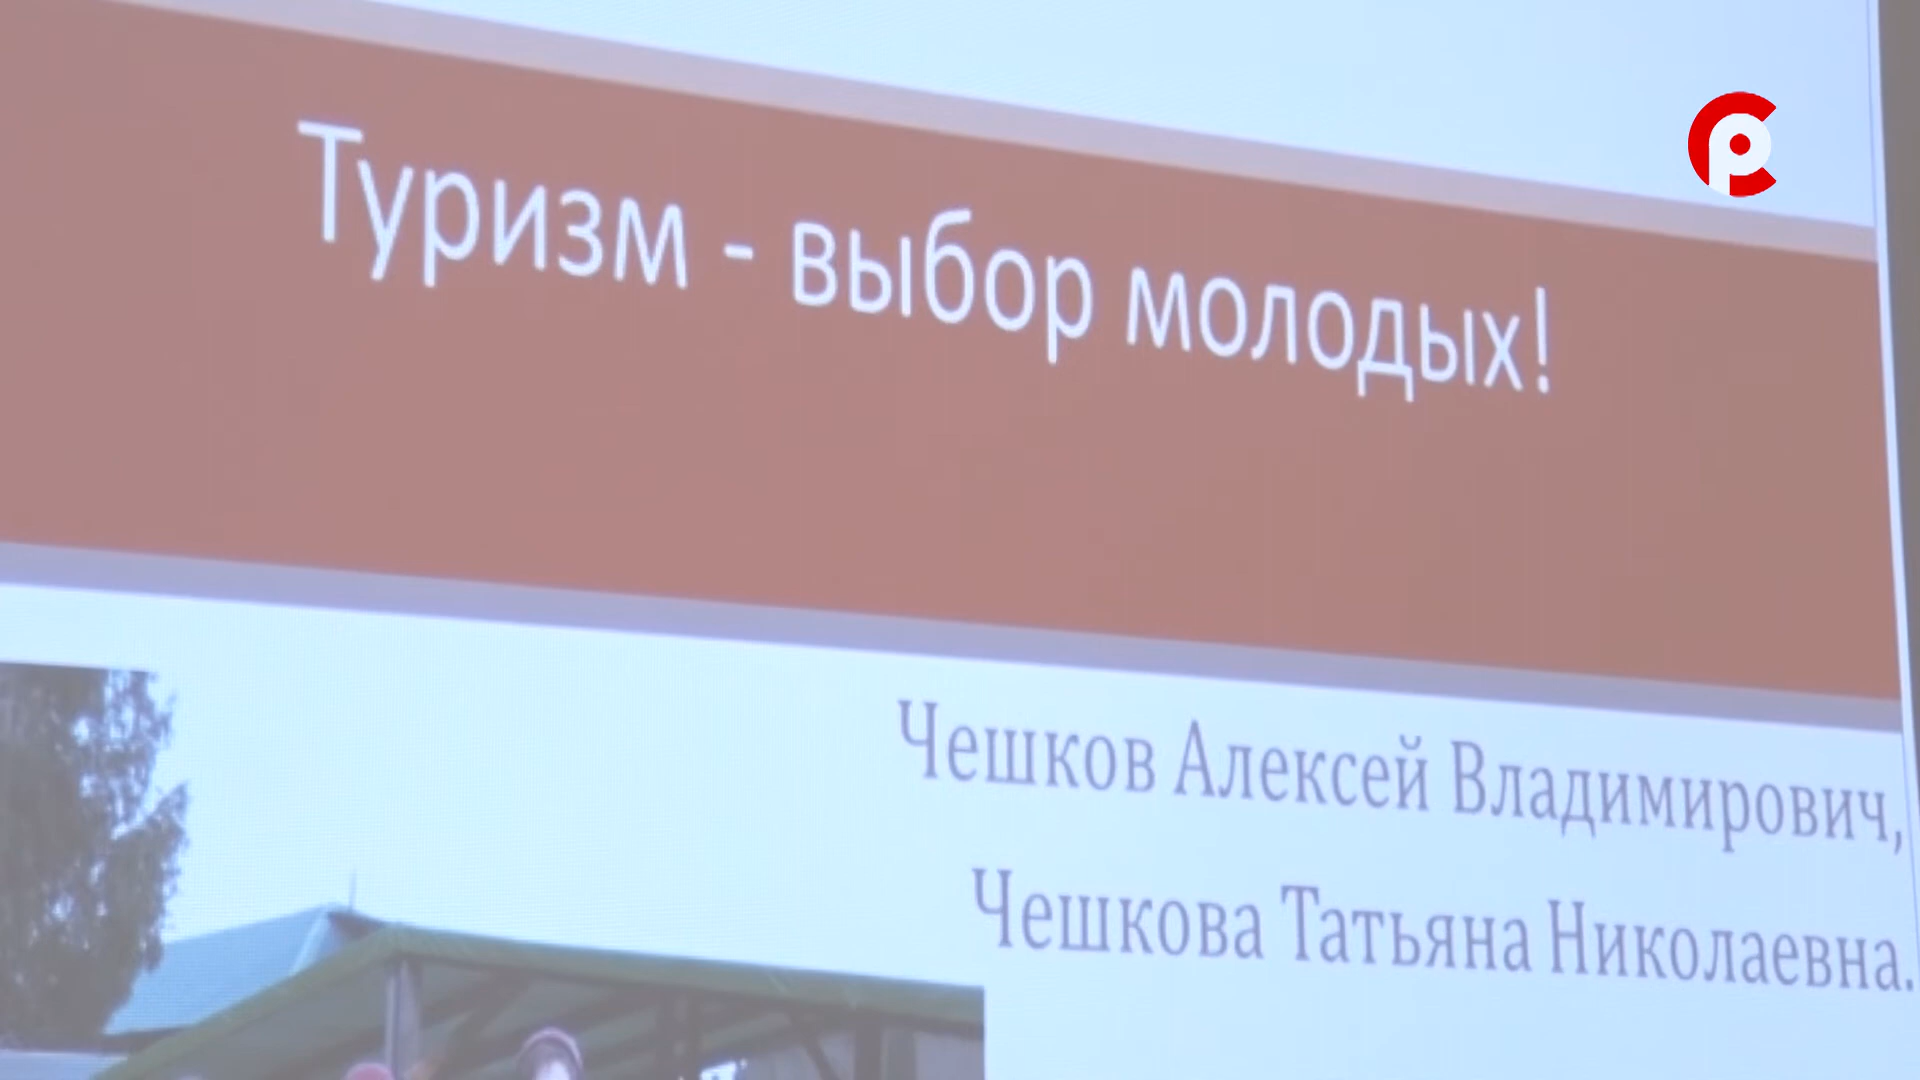 Туризм - выбор молодых!
Чешков Алексей Владимирович,
Чешкова Татьяна Николаевна.